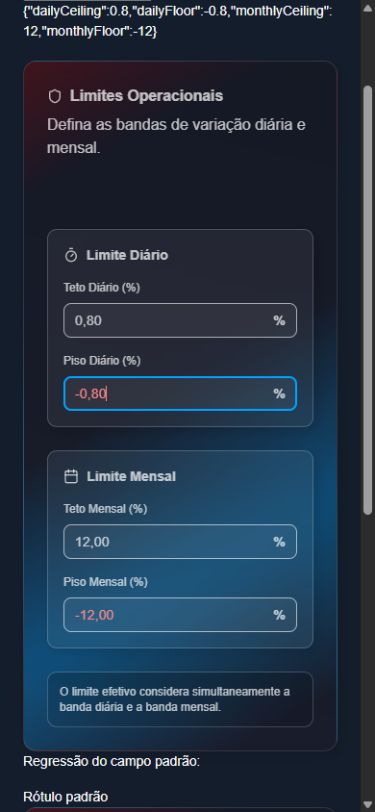 {"dailyCeiling":0.8,"dailyFloor":-0.8,"monthlyCeiling":
12,"monthlyFloor":-12}
Limites Operacionais
Defina as bandas de variação diária e
mensal.
Limite Diário
Teto Diário (%)
0,80 %
Piso Diário (%)
-0,80 %
Limite Mensal
Teto Mensal (%)
12,00 %
Piso Mensal (%)
-12,00 %
O limite efetivo considera simultaneamente a
banda diária e a banda mensal.
Regressão do campo padrão:
Rótulo padrão